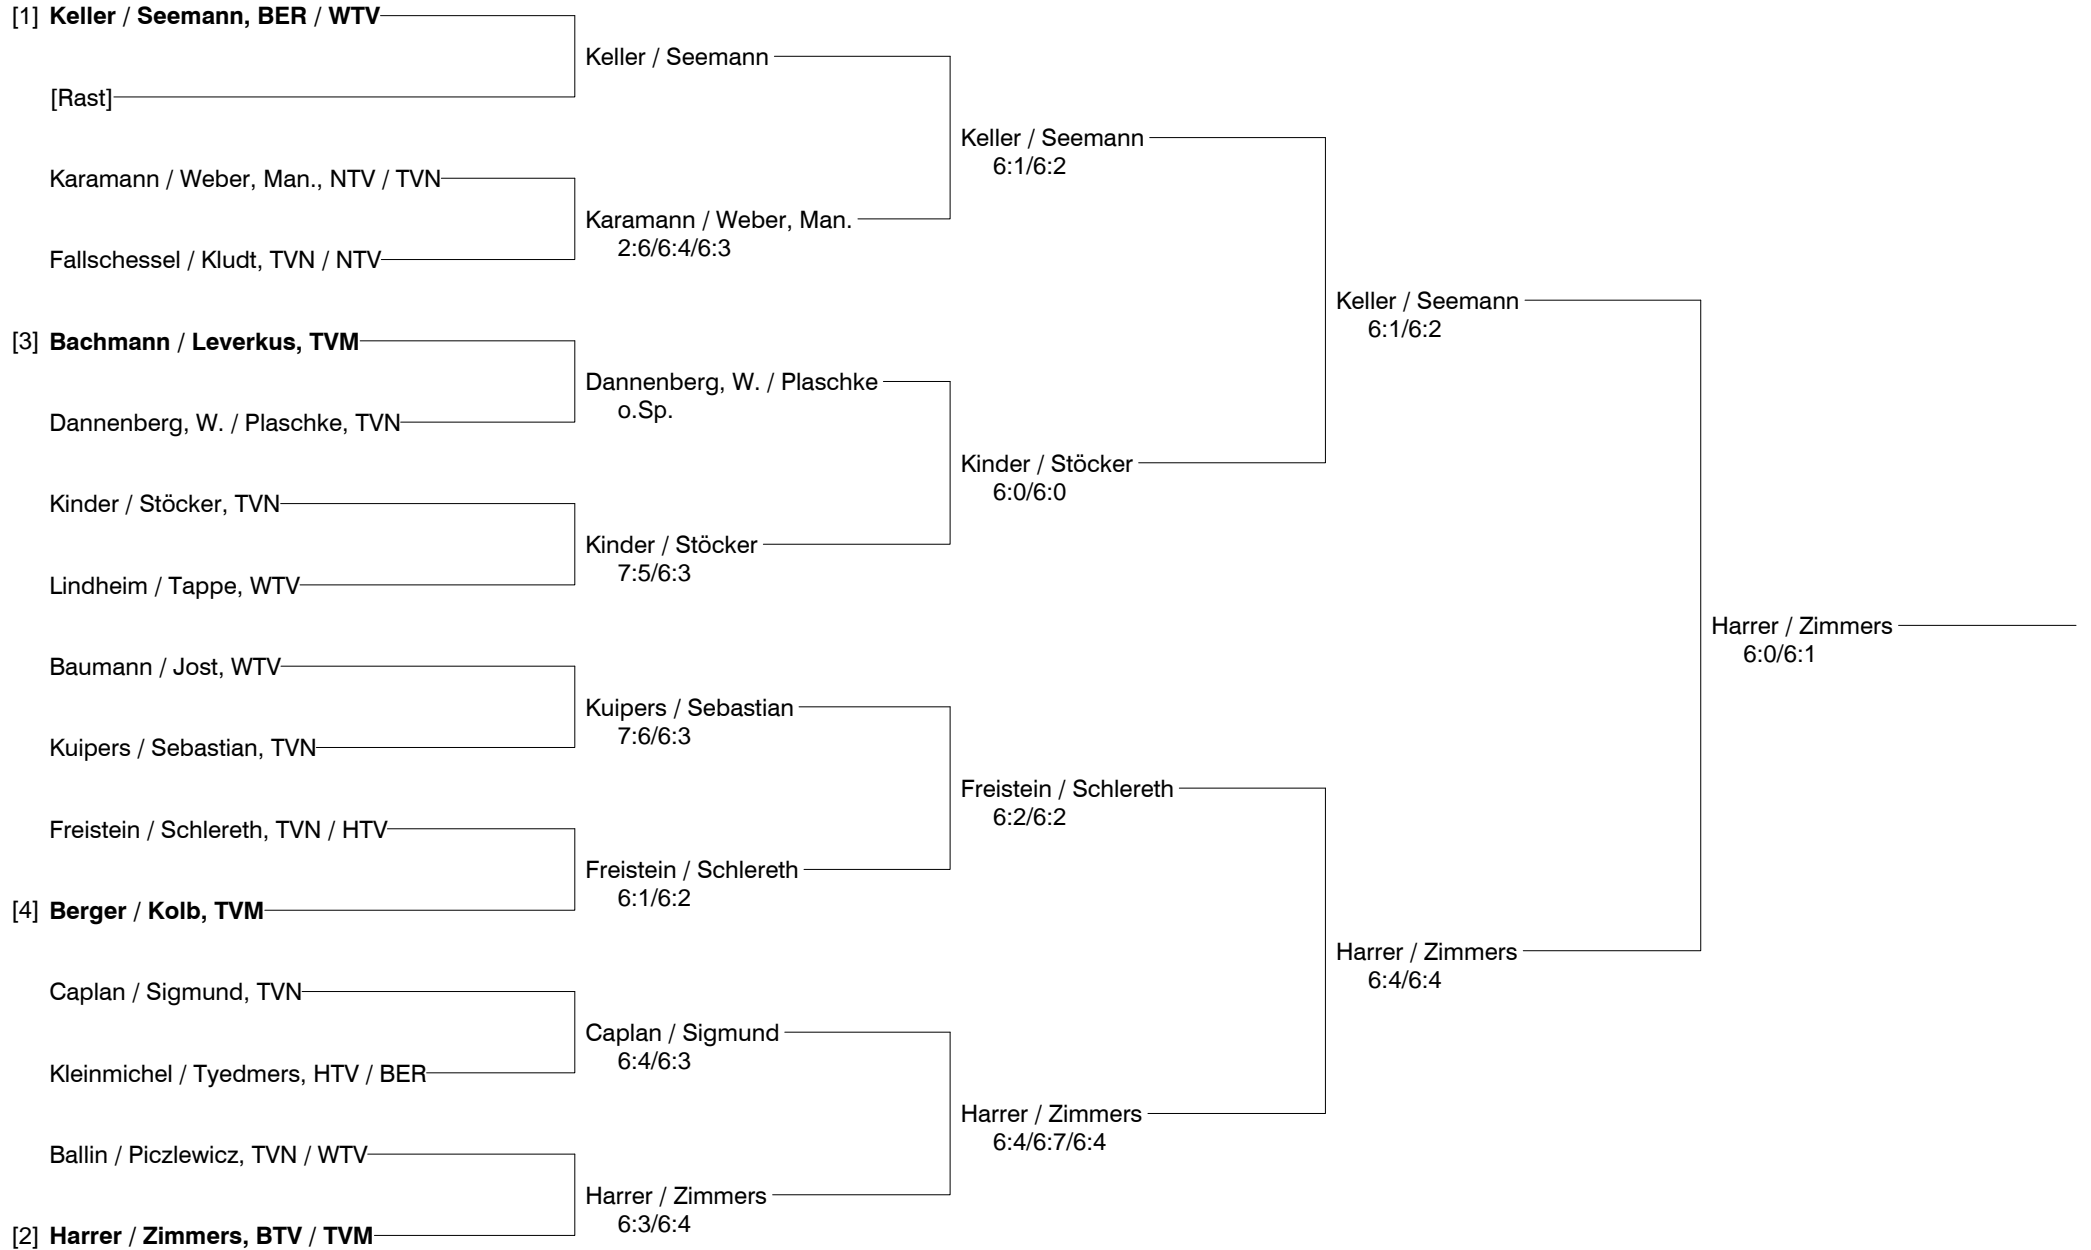 [1] Keller / Seemann, BER / WTV
[Rast]
Karamann / Weber, Man., NTV / TVN
Fallschessel / Kludt, TVN / NTV
[3] Bachmann / Leverkus, TVM
Dannenberg, W. / Plaschke, TVN
Kinder / Stöcker, TVN
Lindheim / Tappe, WTV
Baumann / Jost, WTV
Kuipers / Sebastian, TVN
Freistein / Schlereth, TVN / HTV
[4] Berger / Kolb, TVM
Caplan / Sigmund, TVN
Kleinmichel / Tyedmers, HTV / BER
Ballin / Piczlewicz, TVN / WTV
[2] Harrer / Zimmers, BTV / TVM
Keller / Seemann
Karamann / Weber, Man.
2:6/6:4/6:3
Dannenberg, W. / Plaschke
o.Sp.
Kinder / Stöcker
7:5/6:3
Kuipers / Sebastian
7:6/6:3
Freistein / Schlereth
6:1/6:2
Caplan / Sigmund
6:4/6:3
Harrer / Zimmers
6:3/6:4
Keller / Seemann
6:1/6:2
Kinder / Stöcker
6:0/6:0
Freistein / Schlereth
6:2/6:2
Harrer / Zimmers
6:4/6:7/6:4
Keller / Seemann
6:1/6:2
Harrer / Zimmers
6:4/6:4
Harrer / Zimmers
6:0/6:1